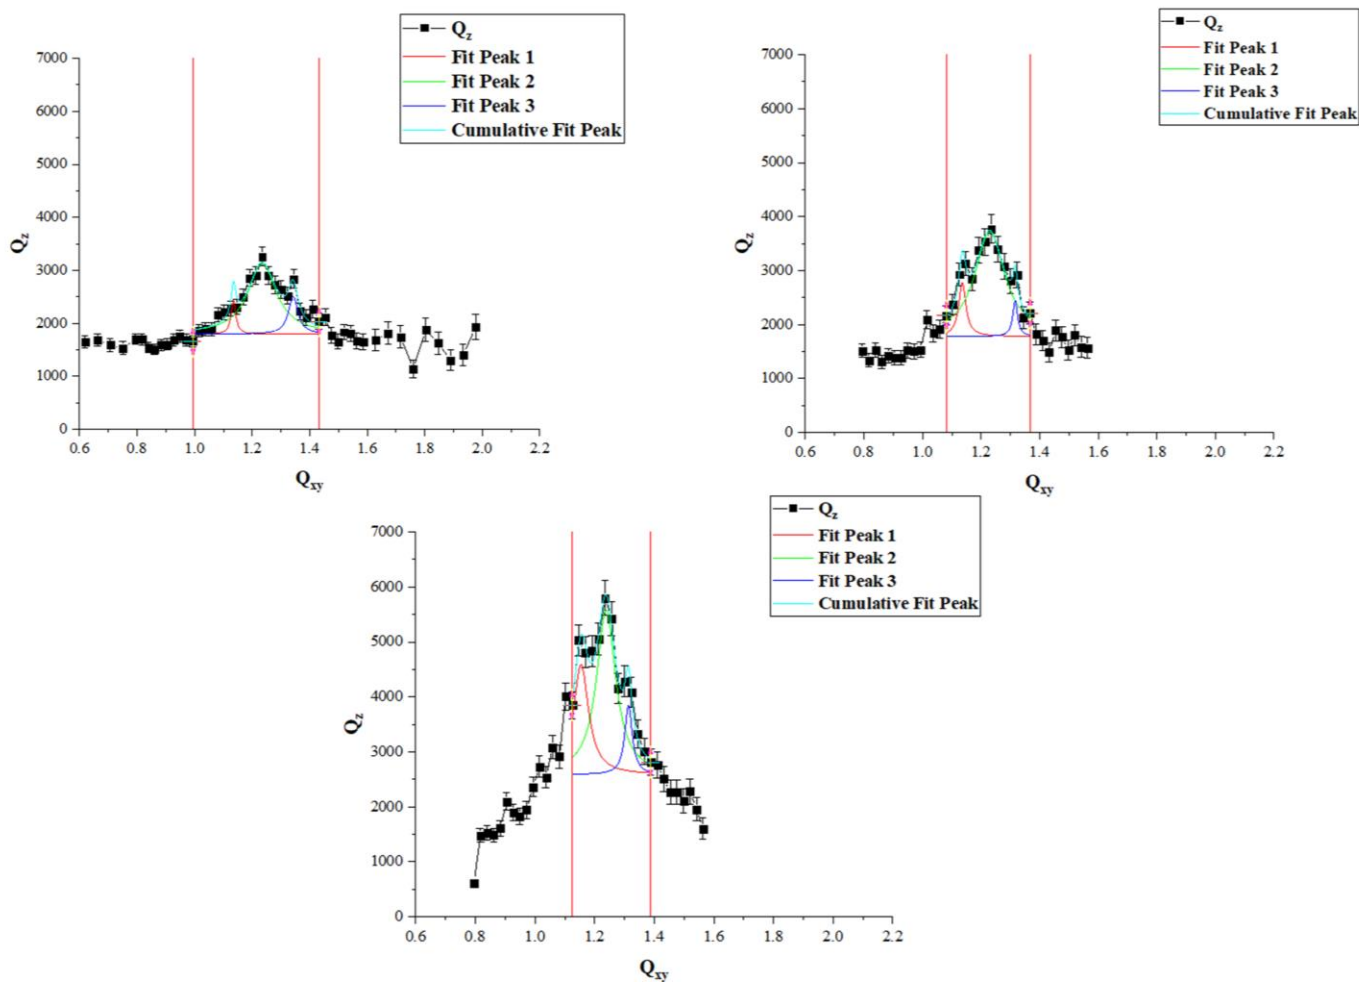 Q_z
Fit Peak 1
Fit Peak 2
Fit Peak 3
Cumulative Fit Peak
7000
6000
5000
4000
3000
2000
1000
0
Q_z
0.6 0.8 1.0 1.2 1.4 1.6 1.8 2.0 2.2
Q_xy
Q_z
Fit Peak 1
Fit Peak 2
Fit Peak 3
Cumulative Fit Peak
7000
6000
5000
4000
3000
2000
1000
0
Q_z
0.6 0.8 1.0 1.2 1.4 1.6 1.8 2.0 2.2
Q_xy
Q_z
Fit Peak 1
Fit Peak 2
Fit Peak 3
Cumulative Fit Peak
7000
6000
5000
4000
3000
2000
1000
0
Q_z
0.6 0.8 1.0 1.2 1.4 1.6 1.8 2.0 2.2
Q_xy